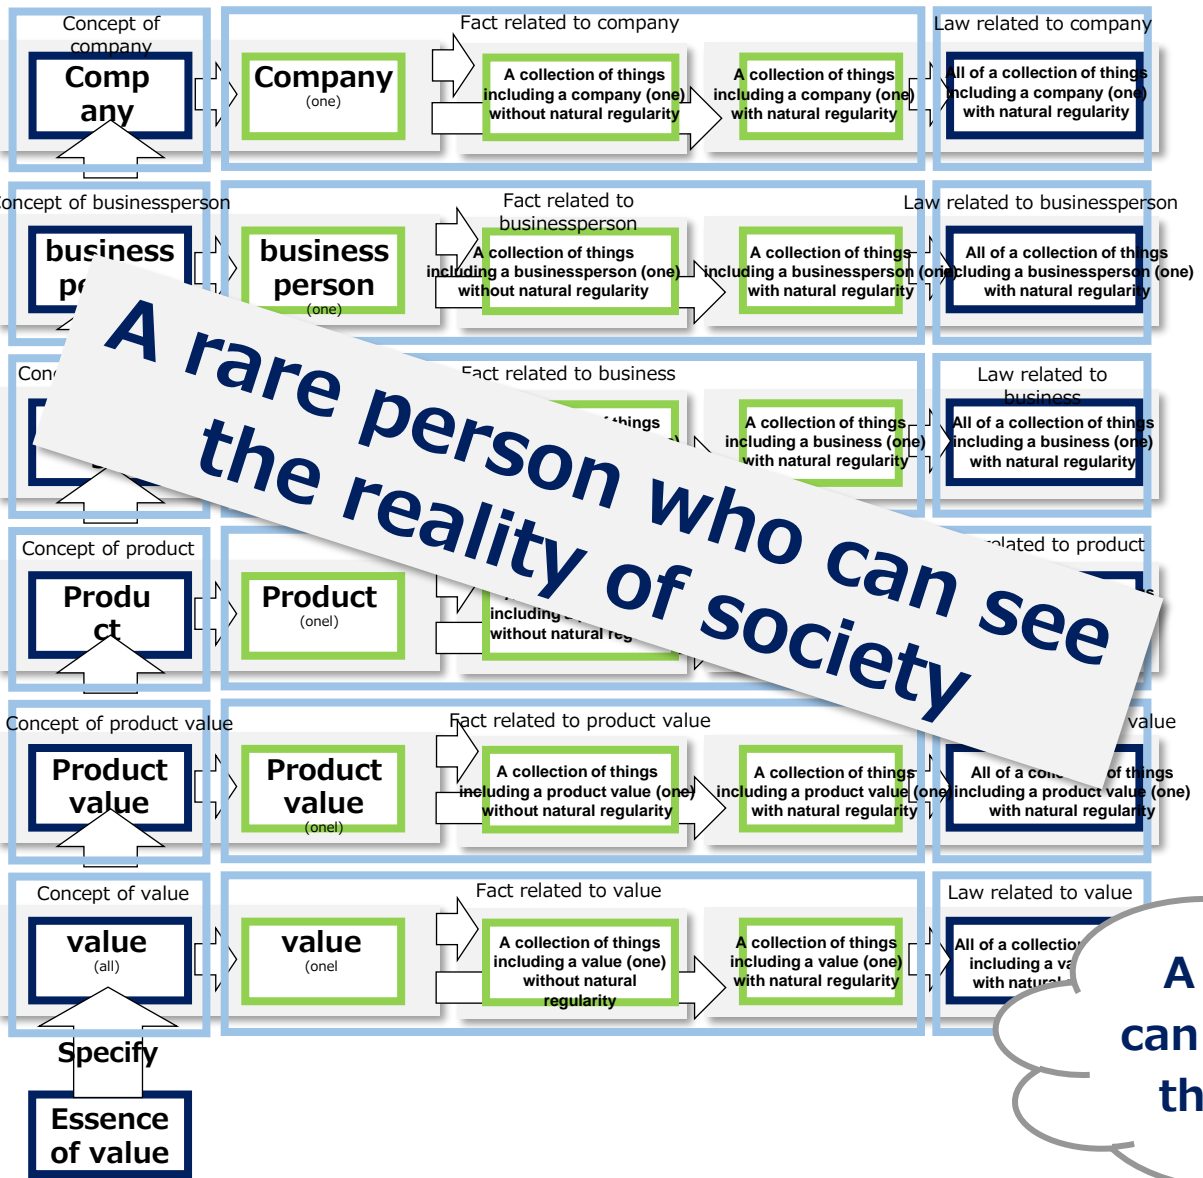 Concept of
company
Comp
any
Company
(one)
Fact related to company
A collection of things
including a company (one)
without natural regularity
A collection of things
including a company (one)
with natural regularity
Law related to company
All of a collection of things
including a company (one)
with natural regularity
Concept of businessperson
business
business
person
(one)
Fact related to
businessperson
A collection of things
including a businessperson (one)
without natural regularity
A collection of things
including a businessperson (one)
with natural regularity
Law related to businessperson
All of a collection of things
including a businessperson (one)
with natural regularity
A rare person who can see
the reality of society
Fact related to business
things
A collection of things
including a business (one)
with natural regularity
Law related to
business
All of a collection of things
including a business (one)
with natural regularity
Concept of product
Produ
ct
Product
(onel)
including
without natural
related to product
Concept of product value
Product
value
Product
value
(onel)
Fact related to product value
A collection of things
including a product value (one)
without natural regularity
A collection of things
including a product value (one)
with natural regularity
value
All of a of things
including a product value (one)
with natural regularity
Concept of value
value
(all)
value
(onel
Fact related to value
A collection of things
including a value (one)
without natural
regularity
A collection of things
including a value (one)
with natural regularity
Law related to value
All of a
including a
with
A
can
Specify
Essence
of value